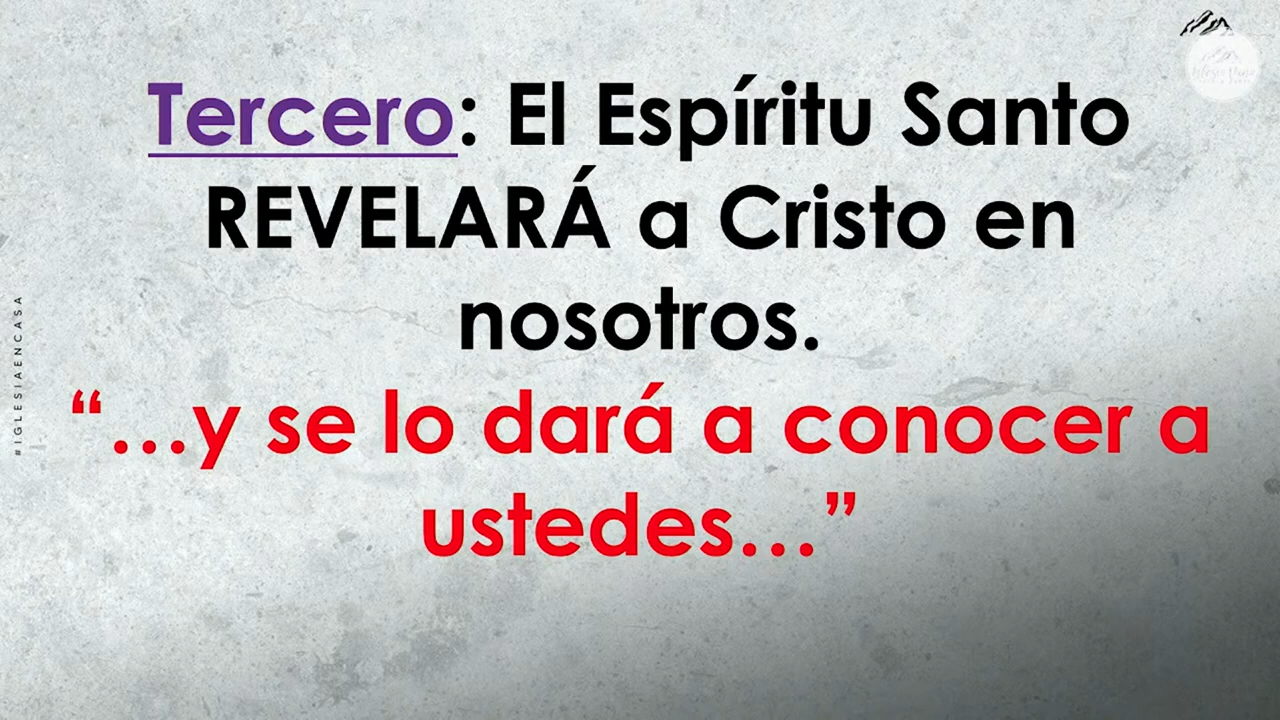 Tercero: El Espíritu Santo
REVELARÁ a Cristo en
nosotros.
“…y se lo dará a conocer a
ustedes…”
#IGLESIAENCASA